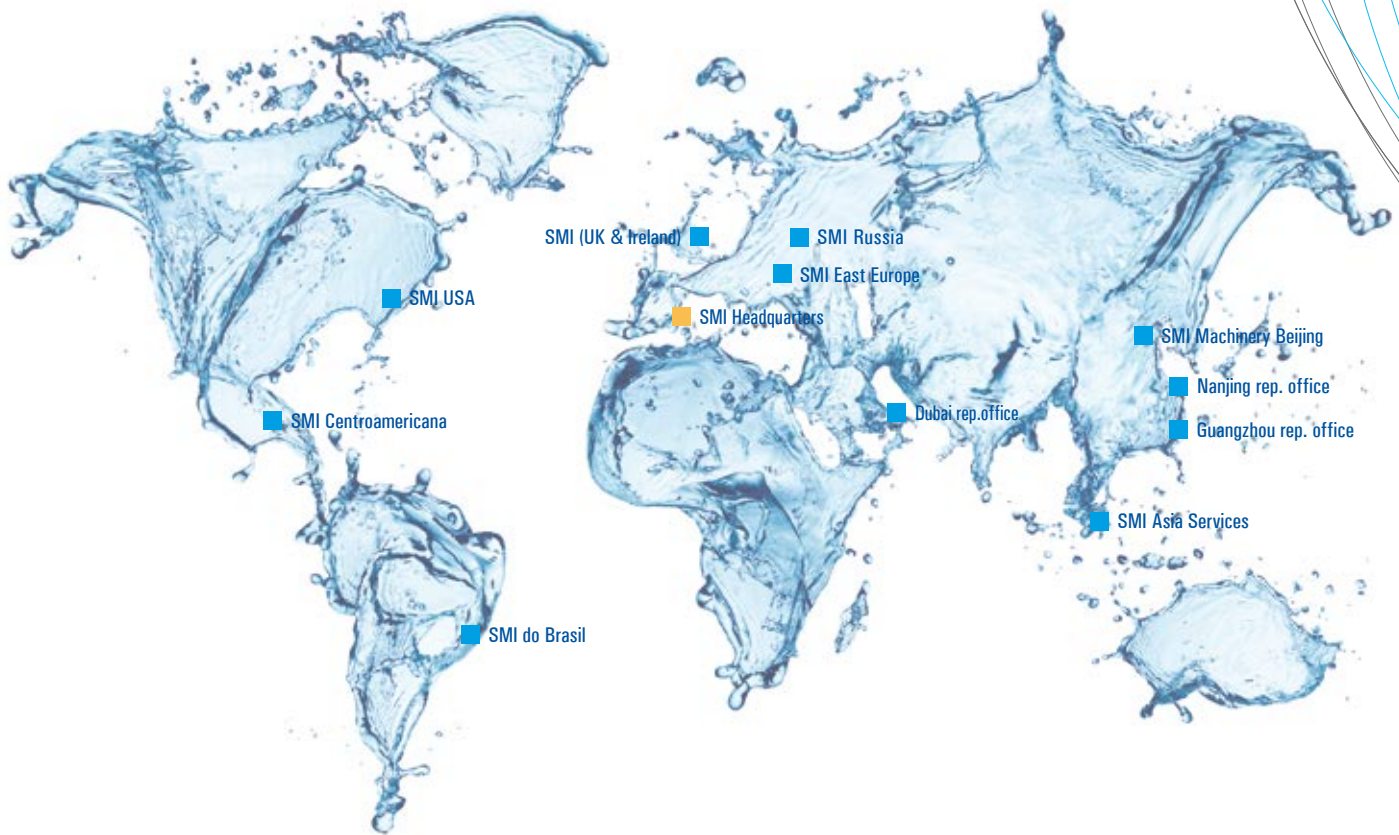 SMI (UK & Ireland)
SMI Russia
SMI East Europe
SMI USA
SMI Headquarters
SMI Machinery Beijing
Nanjing rep. office
Dubai rep.office
SMI Centroamericana
Guangzhou rep. office
SMI Asia Services
SMI do Brasil